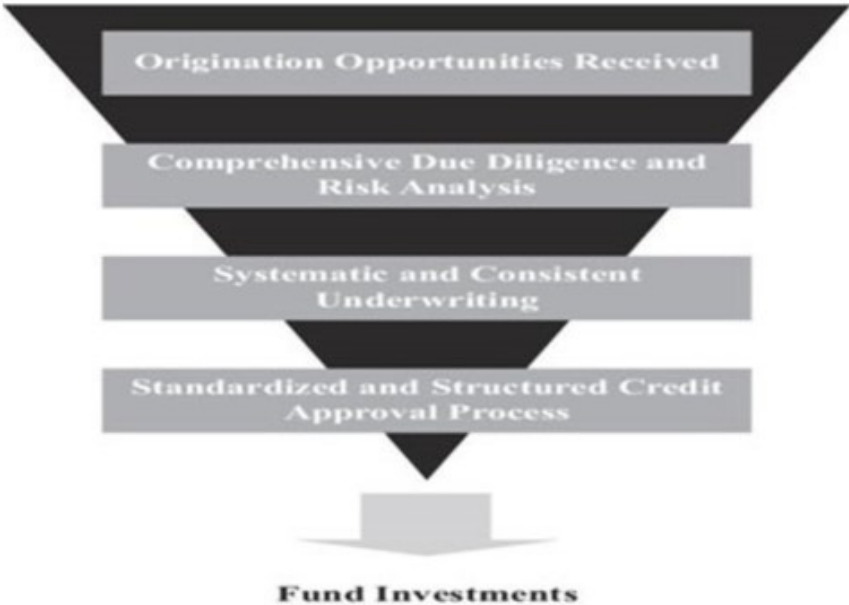 Origination Opportunities Received
Comprehensive Due Diligence and
Risk Analysis
Systematic and Consistent
Underwriting
Standardized and Structured Credit
Approval Process
Fund Investments